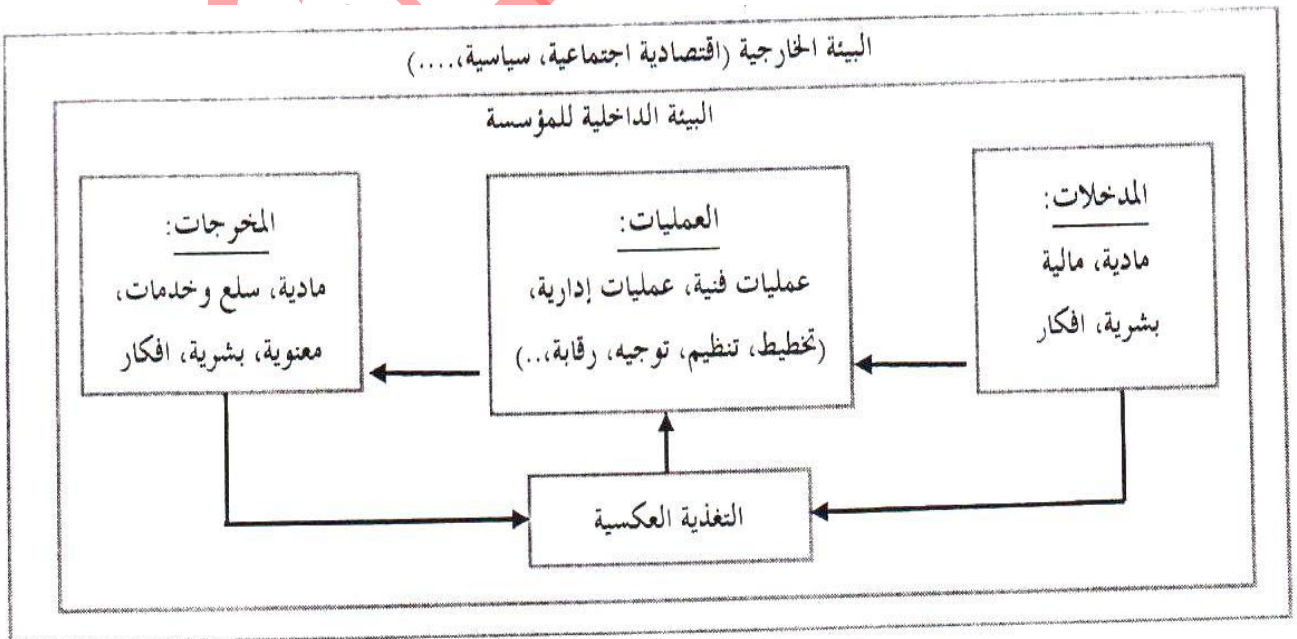 البيئة الخارجية (اقتصادية اجتماعية، سياسية،....)
البيئة الداخلية للمؤسسة
المدخلات:
مادية، مالية
بشرية، افكار
العمليات:
عمليات فنية، عمليات إدارية،
(تخطيط، تنظيم، توجيه، رقابة،..)
المخرجات:
مادية، سلع وخدمات،
معنوية، بشرية، افكار
التغذية العكسية